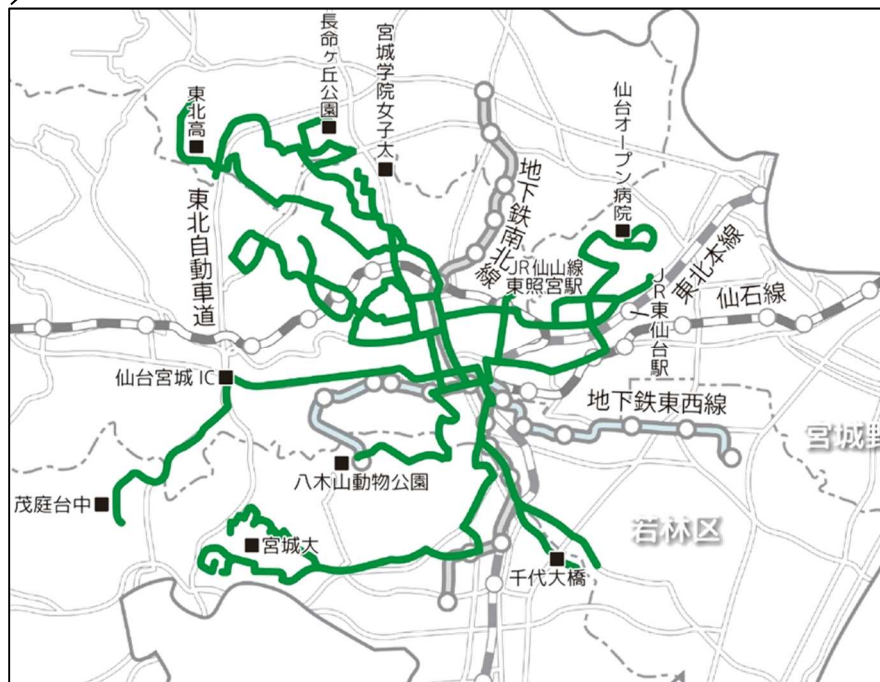 長命ヶ丘公園
宮城学院女子大
東北高
仙台オープン病院
地下鉄南北線
東北自動車道
JR仙山線
東照宮駅
東北本線
仙石線
JR東仙台駅
仙台宮城 IC
地下鉄東西線
宮城野
八木山動物公園
茂庭台中
若林区
宮城大
千代大橋